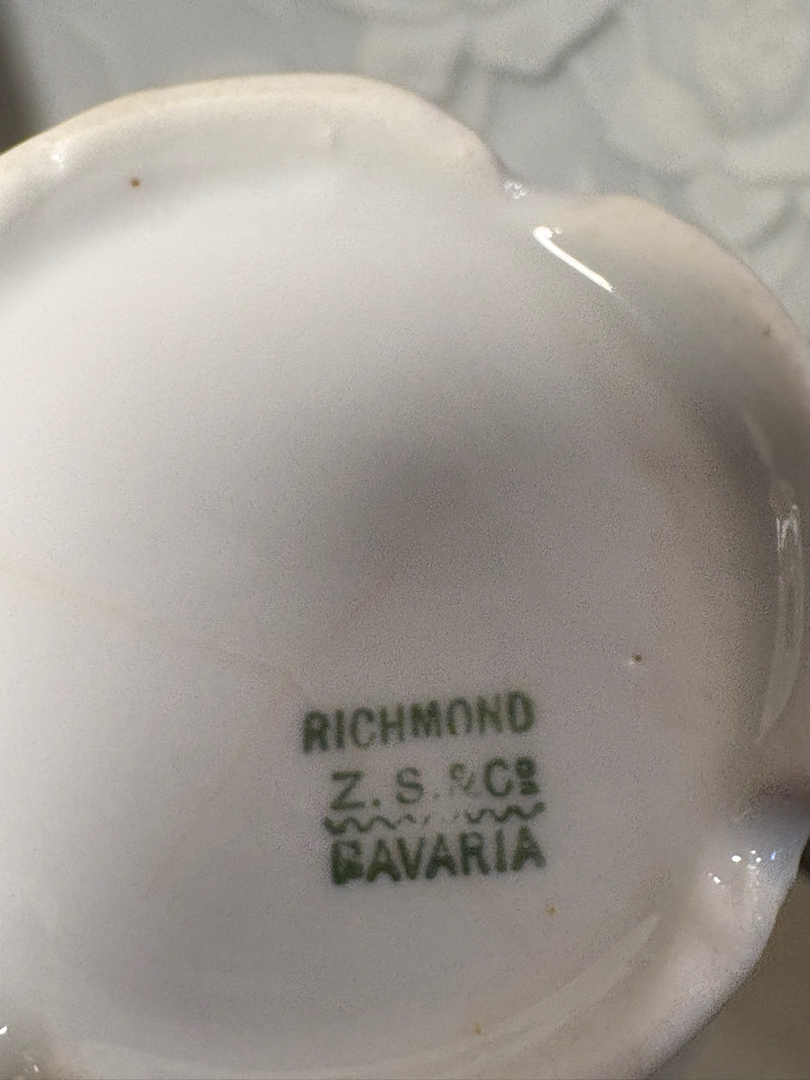 RICHMOND
Z. S. & Cº
BAVARIA